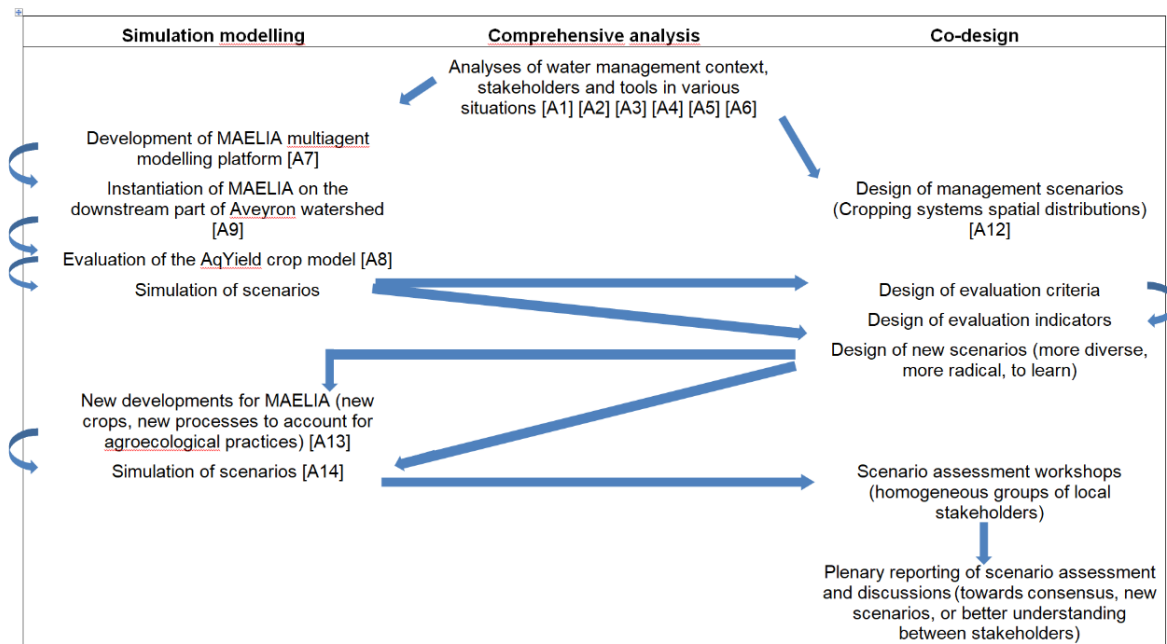 Simulation modelling
Comprehensive analysis
Co-design
Analyses of water management context,
stakeholders and tools in various
situations [A1] [A2] [A3] [A4] [A5] [A6]
Development of MAELIA multiagent
modelling platform [A7]
Instantiation of MAELIA on the
downstream part of Aveyron watershed
[A9]
Design of management scenarios
(Cropping systems spatial distributions)
[A12]
Evaluation of the AqYield crop model [A8]
Simulation of scenarios
Design of evaluation criteria
Design of evaluation indicators
Design of new scenarios (more diverse,
more radical, to learn)
New developments for MAELIA (new
crops, new processes to account for
agroecological practices) [A13]
Simulation of scenarios [A14]
Scenario assessment workshops
(homogeneous groups of local
stakeholders)
Plenary reporting of scenario assessment
and discussions (towards consensus, new
scenarios, or better understanding
between stakeholders)